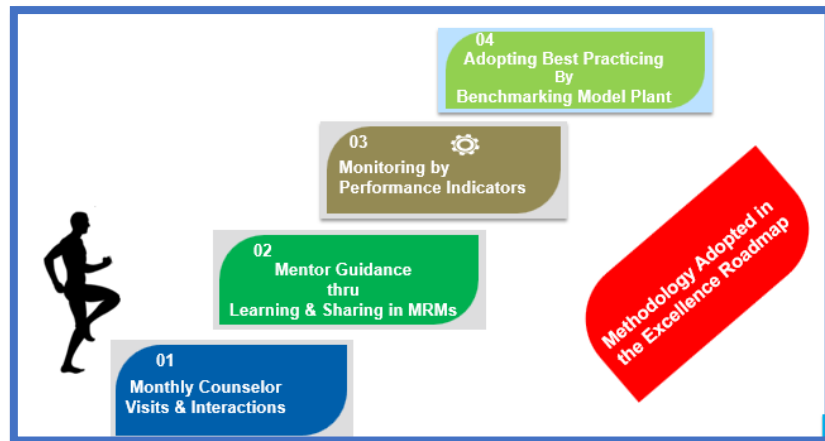 04
Adopting Best Practicing
By
Benchmarking Model Plant
03
Monitoring by
Performance Indicators
02
Mentor Guidance
thru
Learning & Sharing in MRMs
01
Monthly Counselor
Visits & Interactions
Methodology Adopted in
the Excellence Roadmap